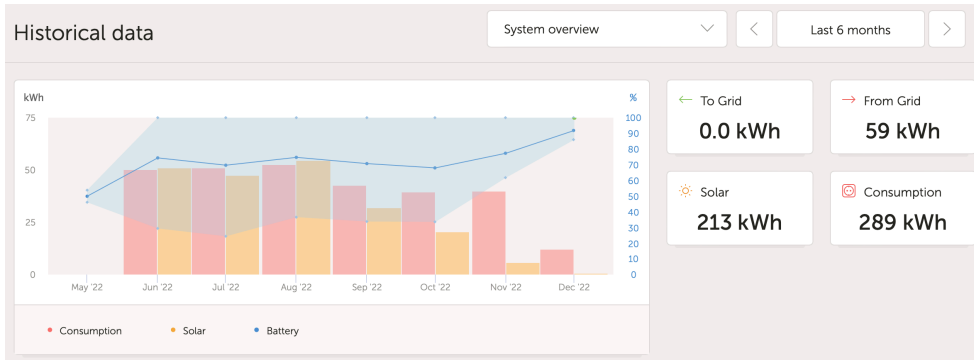 Historical data
System overview
Last 6 months
kWh
%
75
50
25
0
100
90
80
70
60
50
40
30
20
10
0
May '22
Jun '22
Jul '22
Aug '22
Sep '22
Oct '22
Nov '22
Dec '22
Consumption
Solar
Battery
To Grid
0.0 kWh
From Grid
59 kWh
Solar
213 kWh
Consumption
289 kWh